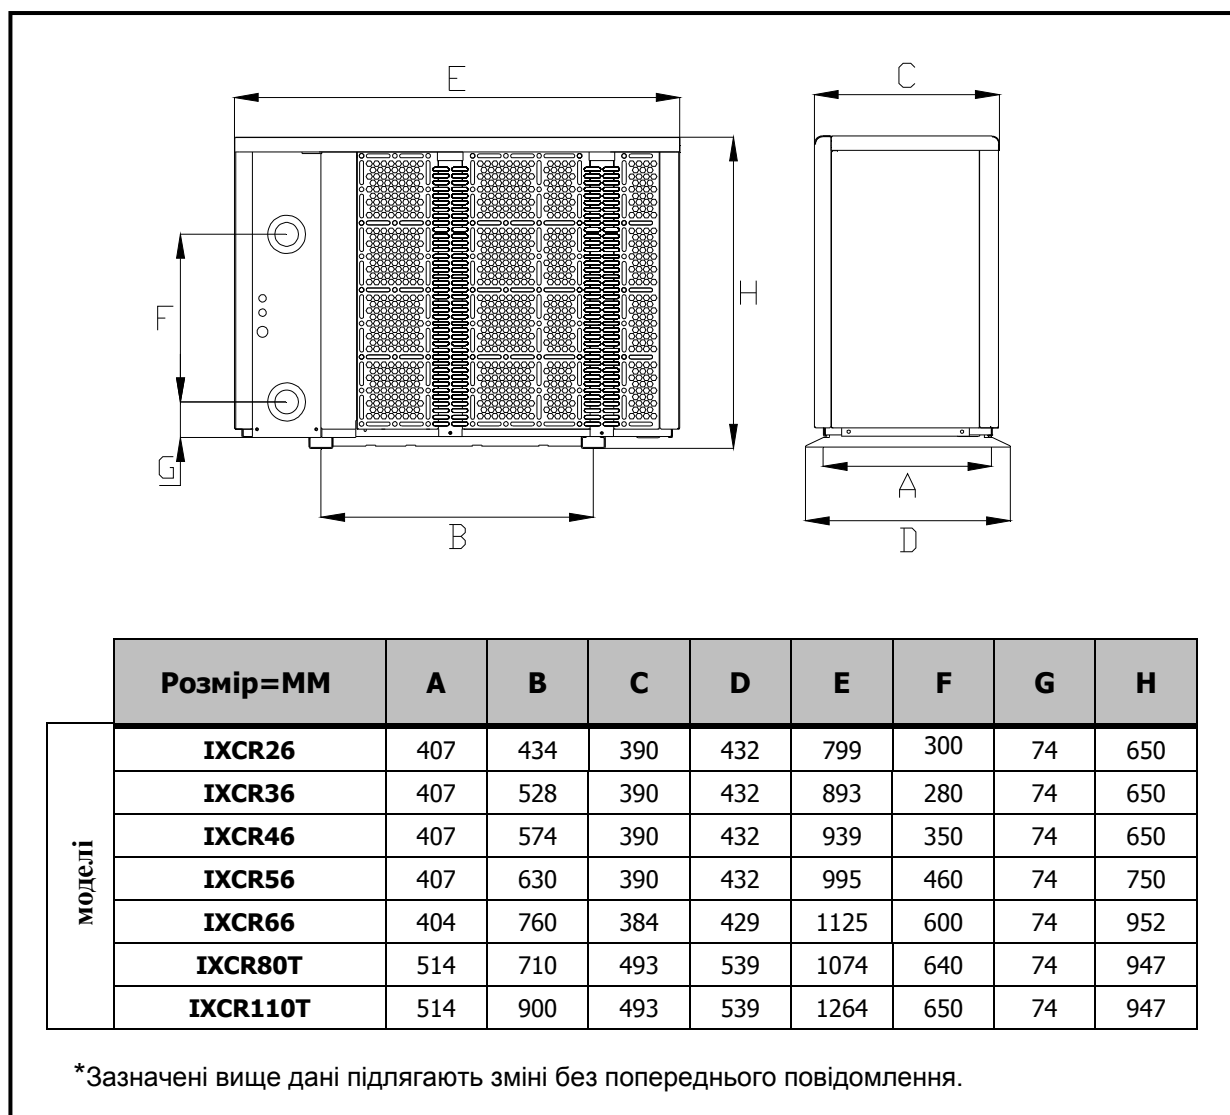 E
C
H
F
G
A
B
D
Розмір=ММ A B C D E F G H
моделі
IXCR26 407 434 390 432 799 300 74 650
IXCR36 407 528 390 432 893 280 74 650
IXCR46 407 574 390 432 939 350 74 650
IXCR56 407 630 390 432 995 460 74 750
IXCR66 404 760 384 429 1125 600 74 952
IXCR80T 514 710 493 539 1074 640 74 947
IXCR110T 514 900 493 539 1264 650 74 947
*Зазначені вище дані підлягають зміні без попереднього повідомлення.